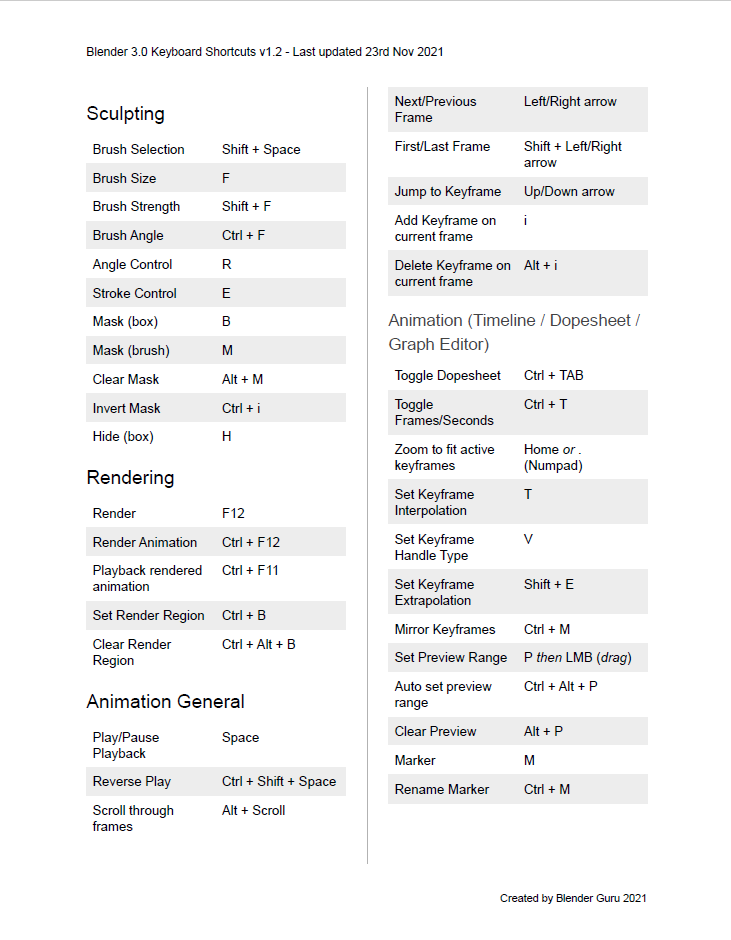 Blender 3.0 Keyboard Shortcuts v1.2 - Last updated 23rd Nov 2021
Sculpting
Brush Selection Shift + Space
Brush Size F
Brush Strength Shift + F
Brush Angle Ctrl + F
Angle Control R
Stroke Control E
Mask (box) B
Mask (brush) M
Clear Mask Alt + M
Invert Mask Ctrl + i
Hide (box) H
Rendering
Render F12
Render Animation Ctrl + F12
Playback rendered Ctrl + F11
animation
Set Render Region Ctrl + B
Clear Render Ctrl + Alt + B
Region
Animation General
Play/Pause Space
Playback
Reverse Play Ctrl + Shift + Space
Scroll through Alt + Scroll
frames
Next/Previous Left/Right arrow
Frame
First/Last Frame Shift + Left/Right
arrow
Jump to Keyframe Up/Down arrow
Add Keyframe on i
current frame
Delete Keyframe on Alt + i
current frame
Animation (Timeline / Dopesheet /
Graph Editor)
Toggle Dopesheet Ctrl + TAB
Toggle Ctrl + T
Frames/Seconds
Zoom to fit active Home or .
keyframes (Numpad)
Set Keyframe T
Interpolation
Set Keyframe V
Handle Type
Set Keyframe Shift + E
Extrapolation
Mirror Keyframes Ctrl + M
Set Preview Range P then LMB (drag)
Auto set preview Ctrl + Alt + P
range
Clear Preview Alt + P
Marker M
Rename Marker Ctrl + M
Created by Blender Guru 2021